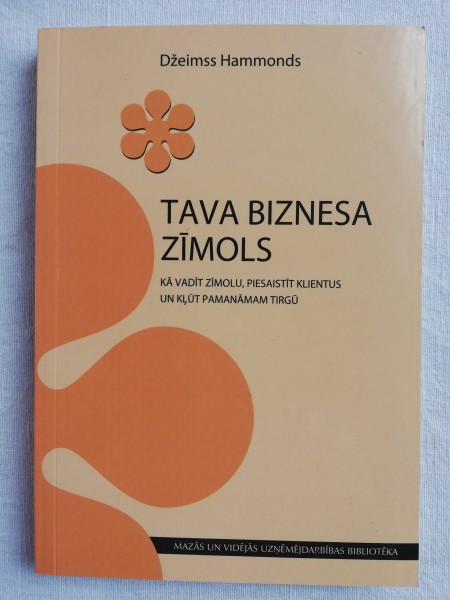 Džeimss Hammonds
TAVA BIZNESA
ZĪMOLS
KĀ VADĪT ZĪMOLU, PIESAISTĪT KLIENTUS
UN KĻŪT PAMANĀMAM TIRGŪ
MAZĀS UN VIDĒJĀS UZŅĒMĒJDARBĪBAS BIBLIOTĒKA